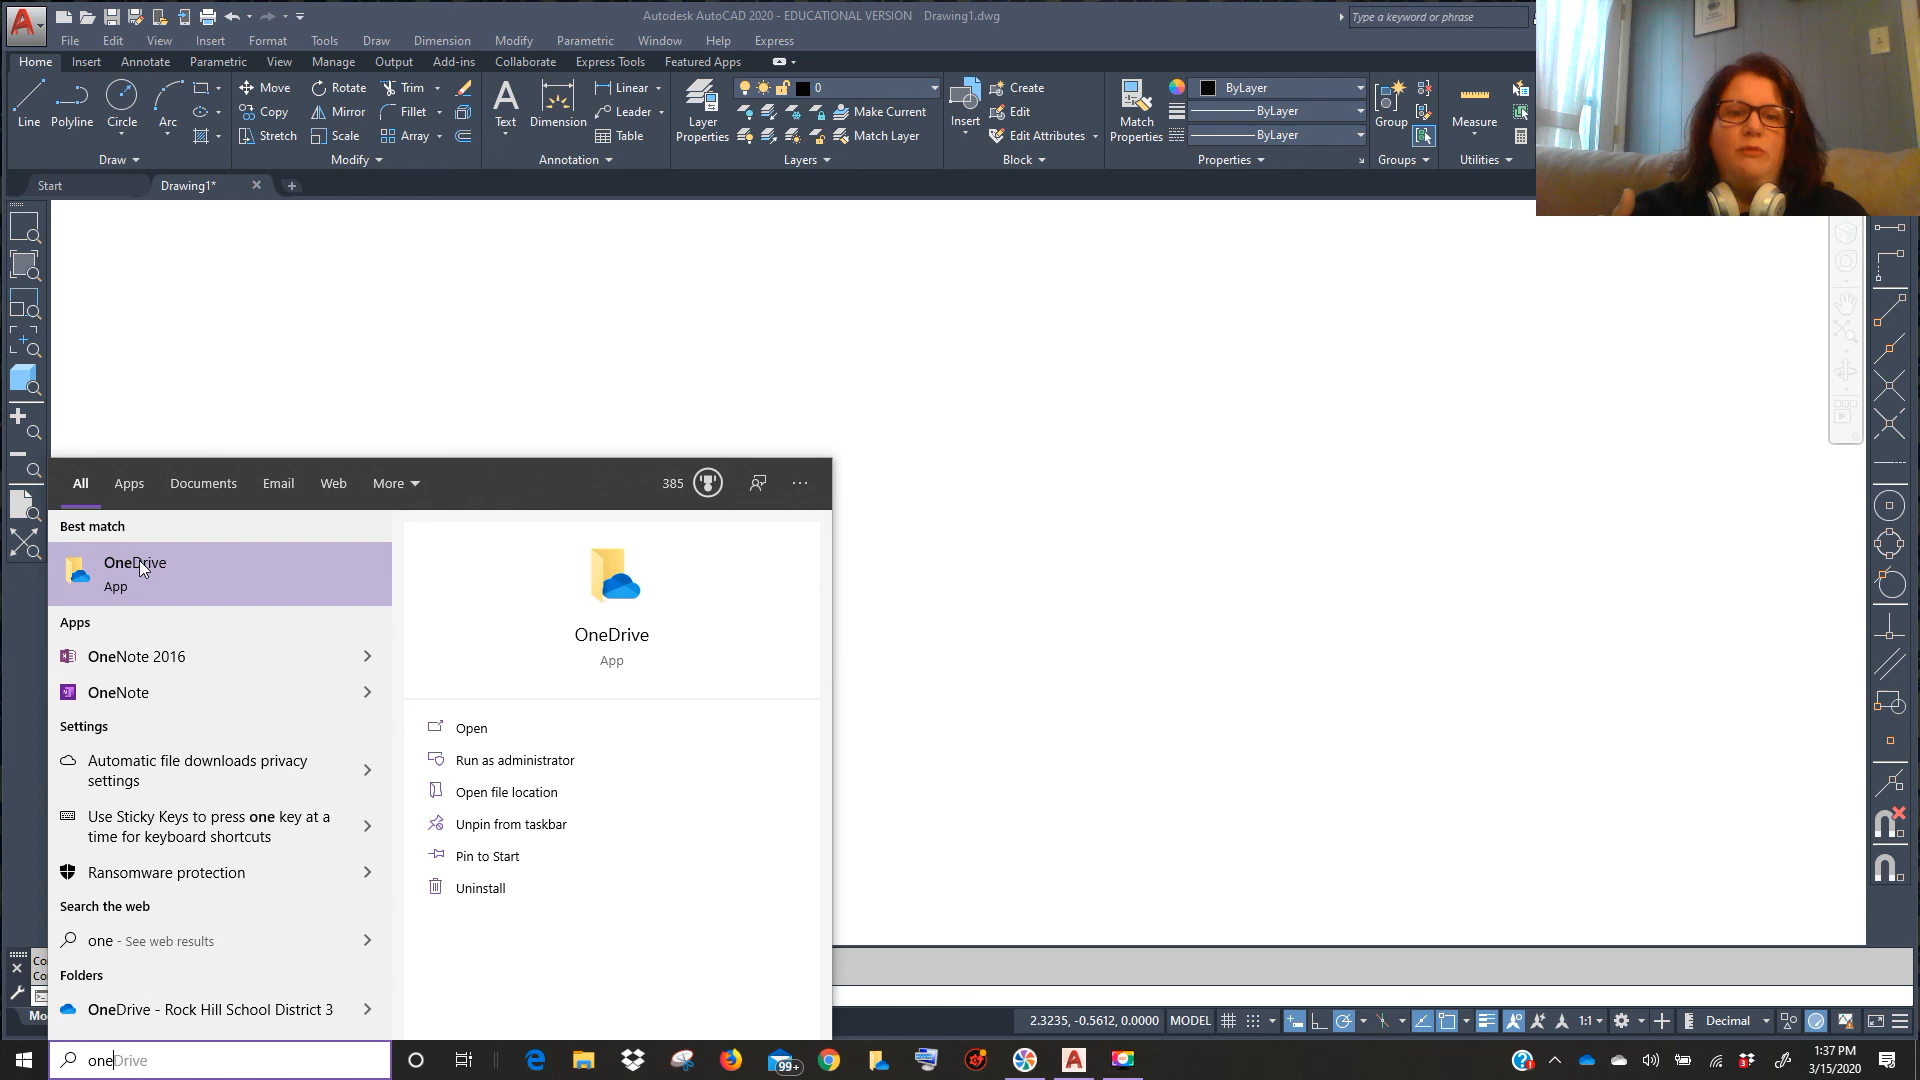 Autodesk AutoCAD 2020 - EDUCATIONAL VERSION    Drawing1.dwg
Type a keyword or phrase
File Edit View Insert Format Tools Draw Dimension Modify Parametric Window Help Express
Home Insert Annotate Parametric View Manage Output Add-ins Collaborate Express Tools Featured Apps
Line Polyline Circle Arc
Move Rotate Trim
Copy Mirror Fillet
Stretch Scale Array
Text Dimension
Linear
Leader
Table
Layer Properties
0
Make Current
Match Layer
Insert
Create
Edit
Edit Attributes
Match Properties
ByLayer
ByLayer
ByLayer
Group
Measure
Draw Modify Annotation Layers Block Properties Groups Utilities
Start Drawing1*
All Apps Documents Email Web More 385
Best match
OneDrive
App
Apps
OneNote 2016
OneNote
Settings
Automatic file downloads privacy
settings
Use Sticky Keys to press one key at a
time for keyboard shortcuts
Ransomware protection
Search the web
one - See web results
Folders
OneDrive - Rock Hill School District 3
OneDrive
App
Open
Run as administrator
Open file location
Unpin from taskbar
Pin to Start
Uninstall
Co
Co
Mo
2.3235, -0.5612, 0.0000 MODEL 1:1 Decimal
oneDrive
99+
1:37 PM
3/15/2020